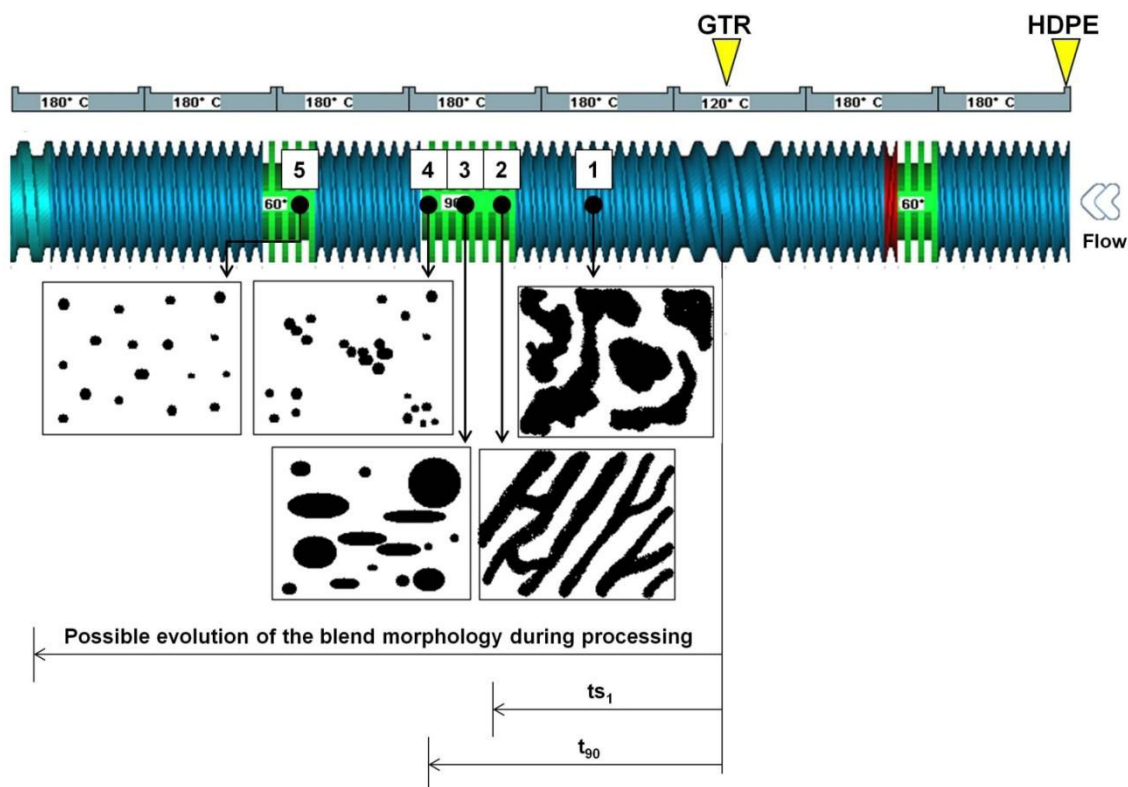 GTR HDPE
180° C 180° C 180° C 180° C 180° C 120° C 180° C 180° C
5 4 3 2 1
60° 90 60°
Flow
Possible evolution of the blend morphology during processing
ts1
t90